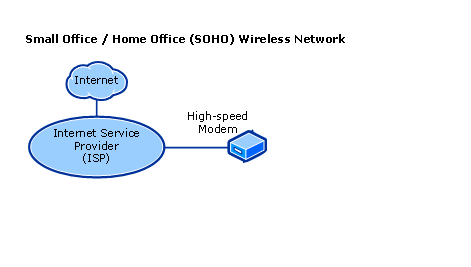 Small Office / Home Office (SOHO) Wireless Network
Internet
High-speed
Modem
Internet Service
Provider
(ISP)